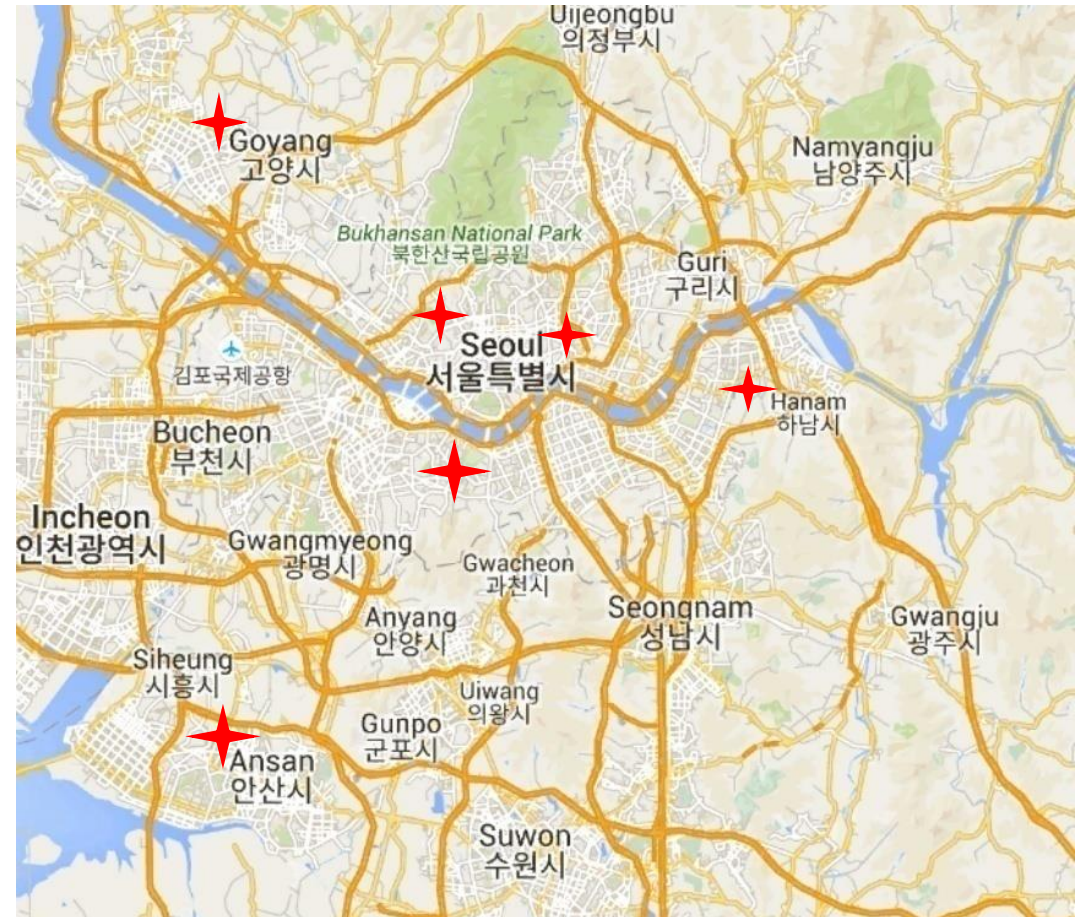 Uijeongbu
의정부시
Goyang
고양시
Namyangju
남양주시
Bukhansan National Park
북한산국립공원
Guri
구리시
Seoul
서울특별시
김포국제공항
Hanam
하남시
Bucheon
부천시
Incheon
인천광역시
Gwangmyeong
광명시
Gwacheon
과천시
Anyang
안양시
Seongnam
성남시
Gwangju
광주시
Siheung
시흥시
Uiwang
의왕시
Gunpo
군포시
Ansan
안산시
Suwon
수원시